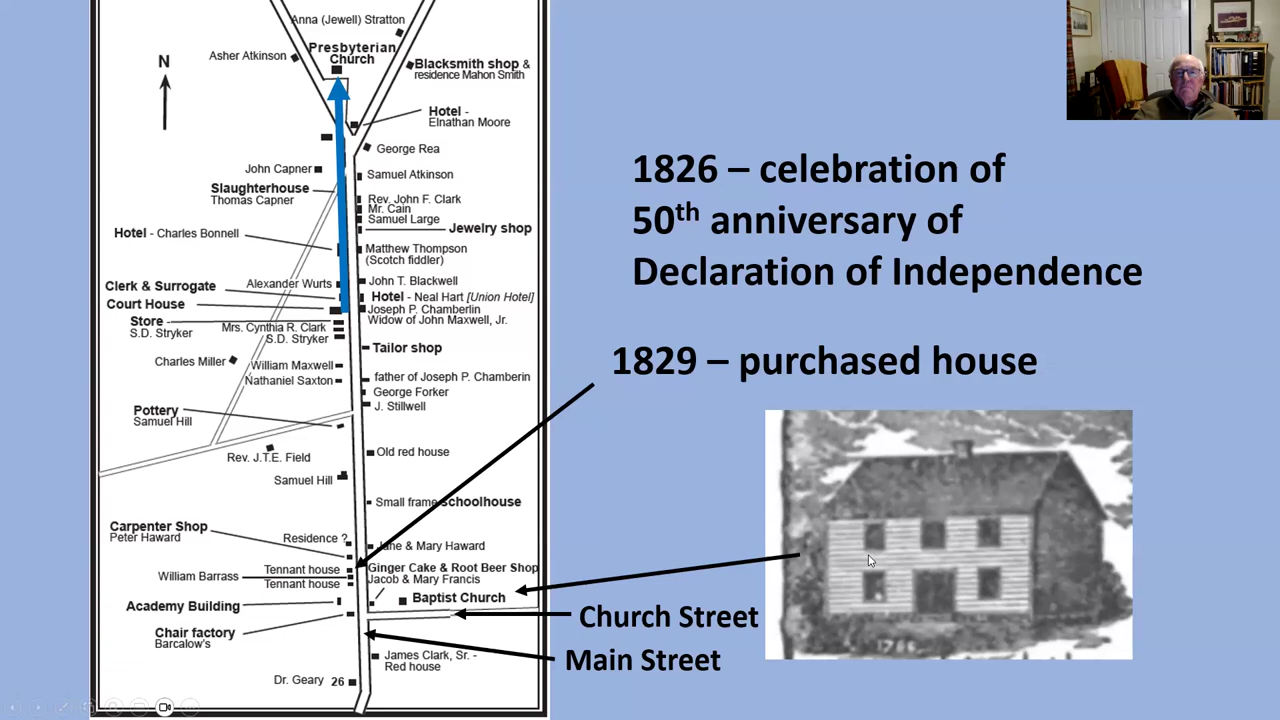 Anna (Jewell) Stratton
Presbyterian
Church
Asher Atkinson
N
Blacksmith shop &
residence Mahon Smith
Hotel -
Elnathan Moore
George Rea
John Capner
Samuel Atkinson
Slaughterhouse
Thomas Capner
Rev. John F. Clark
Mr. Cain
Samuel Large
Jewelry shop
Hotel - Charles Bonnell
Matthew Thompson
(Scotch fiddler)
Clerk & Surrogate
Alexander Wurts
John T. Blackwell
Court House
Hotel - Neal Hart [Union Hotel]
Joseph P. Chamberlin
Widow of John Maxwell, Jr.
Store
S.D. Stryker
Mrs. Cynthia R. Clark
S.D. Stryker
Tailor shop
Charles Miller
William Maxwell
Nathaniel Saxton
father of Joseph P. Chamberin
George Forker
J. Stillwell
Pottery
Samuel Hill
Rev. J.T.E. Field
Old red house
Samuel Hill
Small frame schoolhouse
Carpenter Shop
Peter Haward
Residence ?
Jane & Mary Haward
William Barrass
Tennant house
Tennant house
Ginger Cake & Root Beer Shop
Jacob & Mary Francis
Academy Building
Baptist Church
Chair factory
Barcalow's
James Clark, Sr. -
Red house
Dr. Geary 26
1826 – celebration of
50th anniversary of
Declaration of Independence
1829 – purchased house
Church Street
Main Street